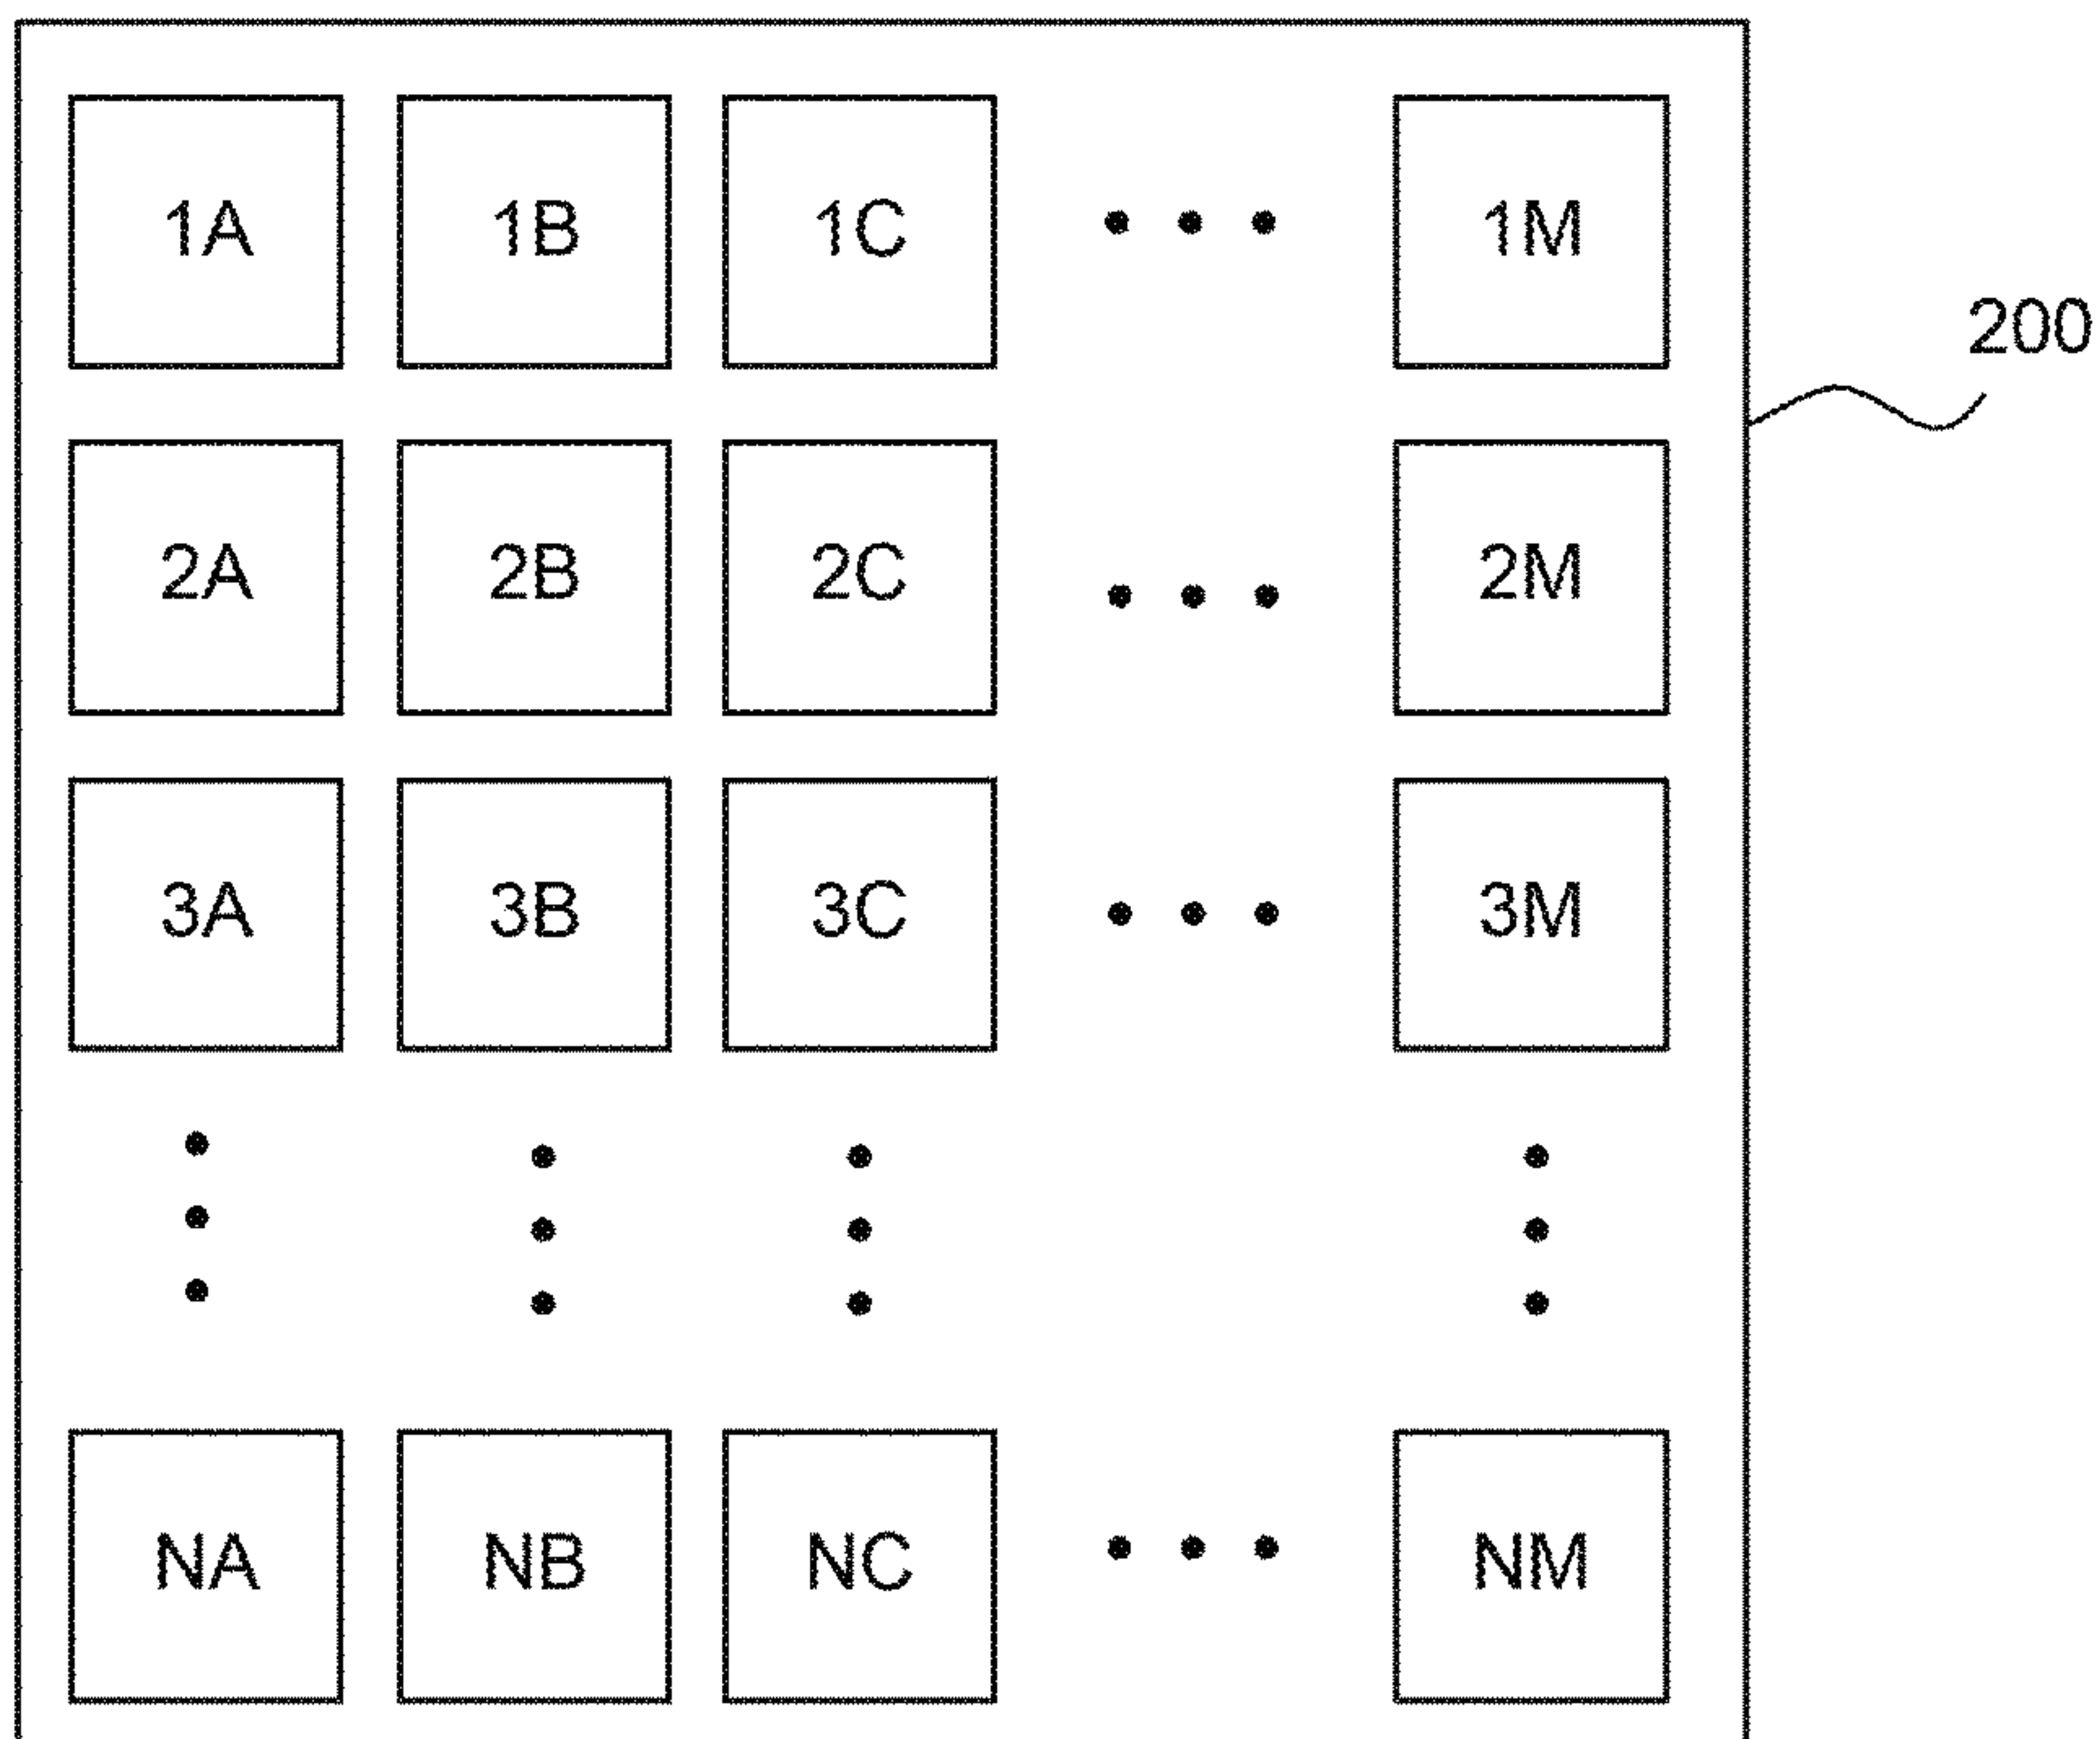 1A 1B 1C • • • 1M
200
2A 2B 2C • • • 2M
3A 3B 3C • • • 3M
NA NB NC • • • NM